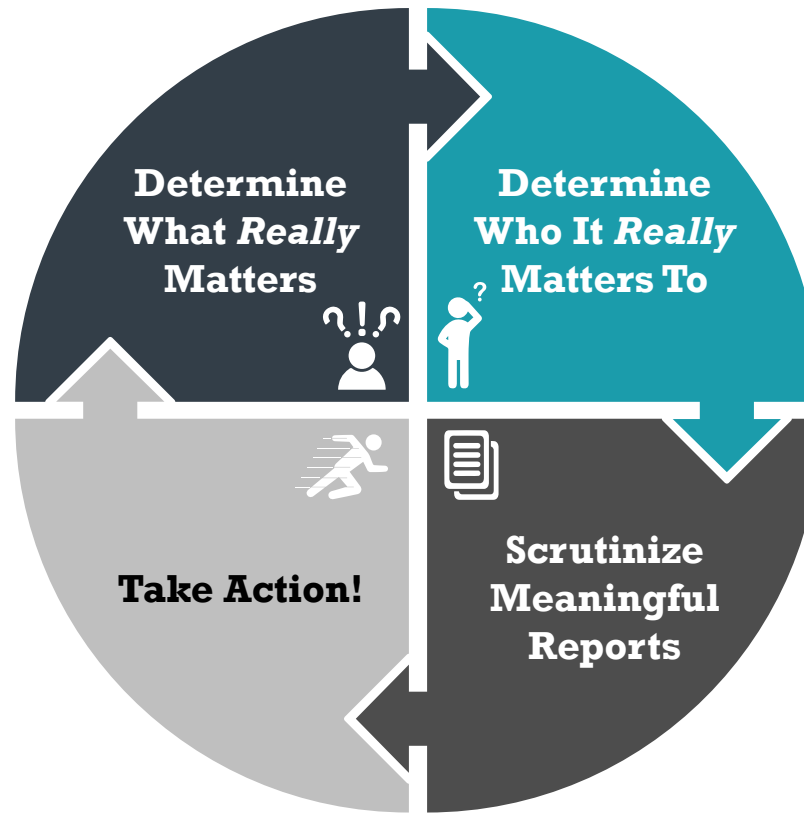 Determine
What Really
Matters
Determine
Who It Really
Matters To
?
? ! ?
Scrutinize
Meaningful
Reports
Take Action!